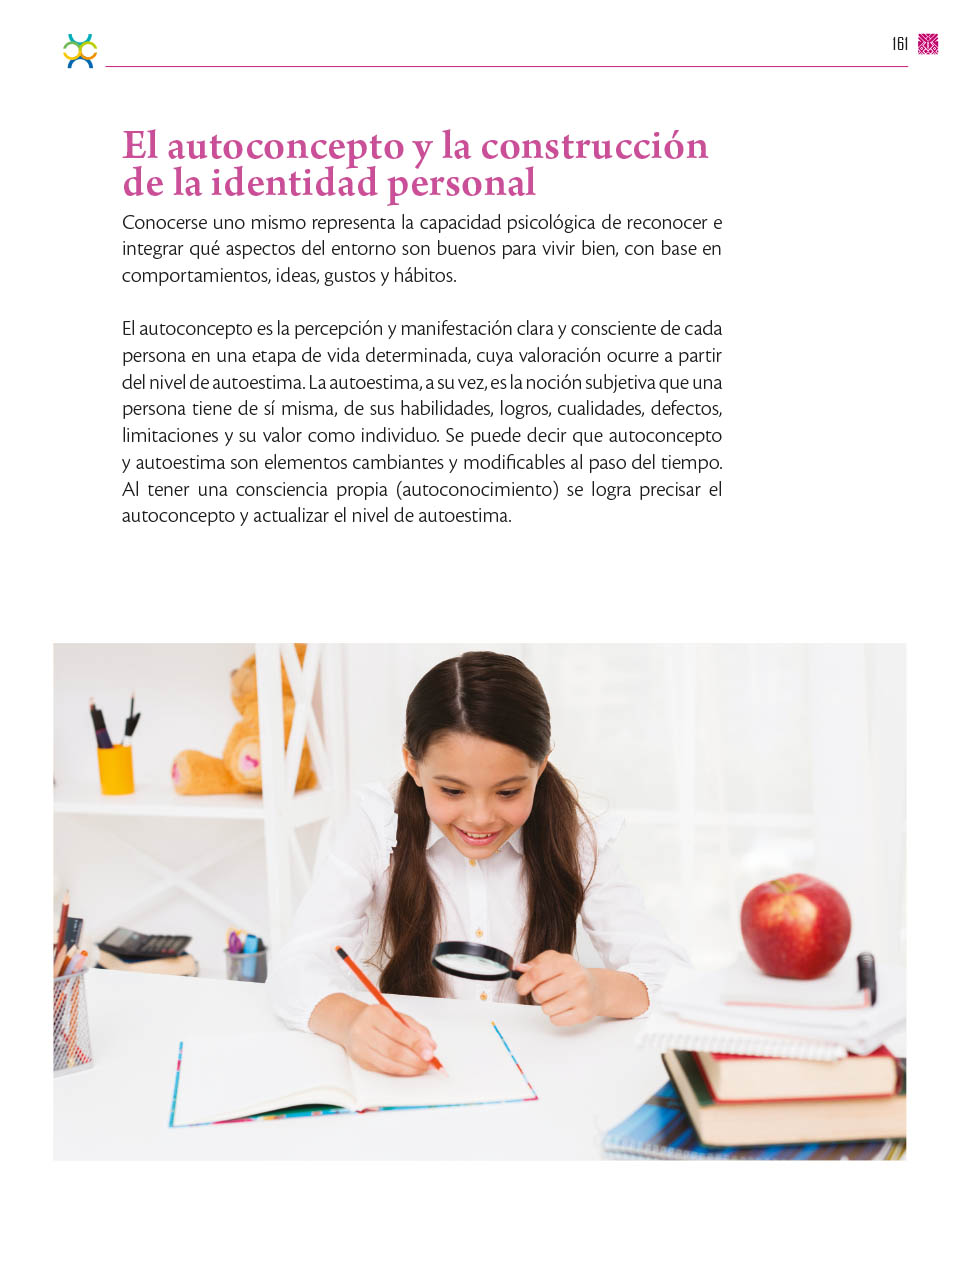 161
El autoconcepto y la construcción
de la identidad personal
Conocerse uno mismo representa la capacidad psicológica de reconocer e
integrar qué aspectos del entorno son buenos para vivir bien, con base en
comportamientos, ideas, gustos y hábitos.
El autoconcepto es la percepción y manifestación clara y consciente de cada
persona en una etapa de vida determinada, cuya valoración ocurre a partir
del nivel de autoestima. La autoestima, a su vez, es la noción subjetiva que una
persona tiene de sí misma, de sus habilidades, logros, cualidades, defectos,
limitaciones y su valor como individuo. Se puede decir que autoconcepto
y autoestima son elementos cambiantes y modificables al paso del tiempo.
Al tener una consciencia propia (autoconocimiento) se logra precisar el
autoconcepto y actualizar el nivel de autoestima.